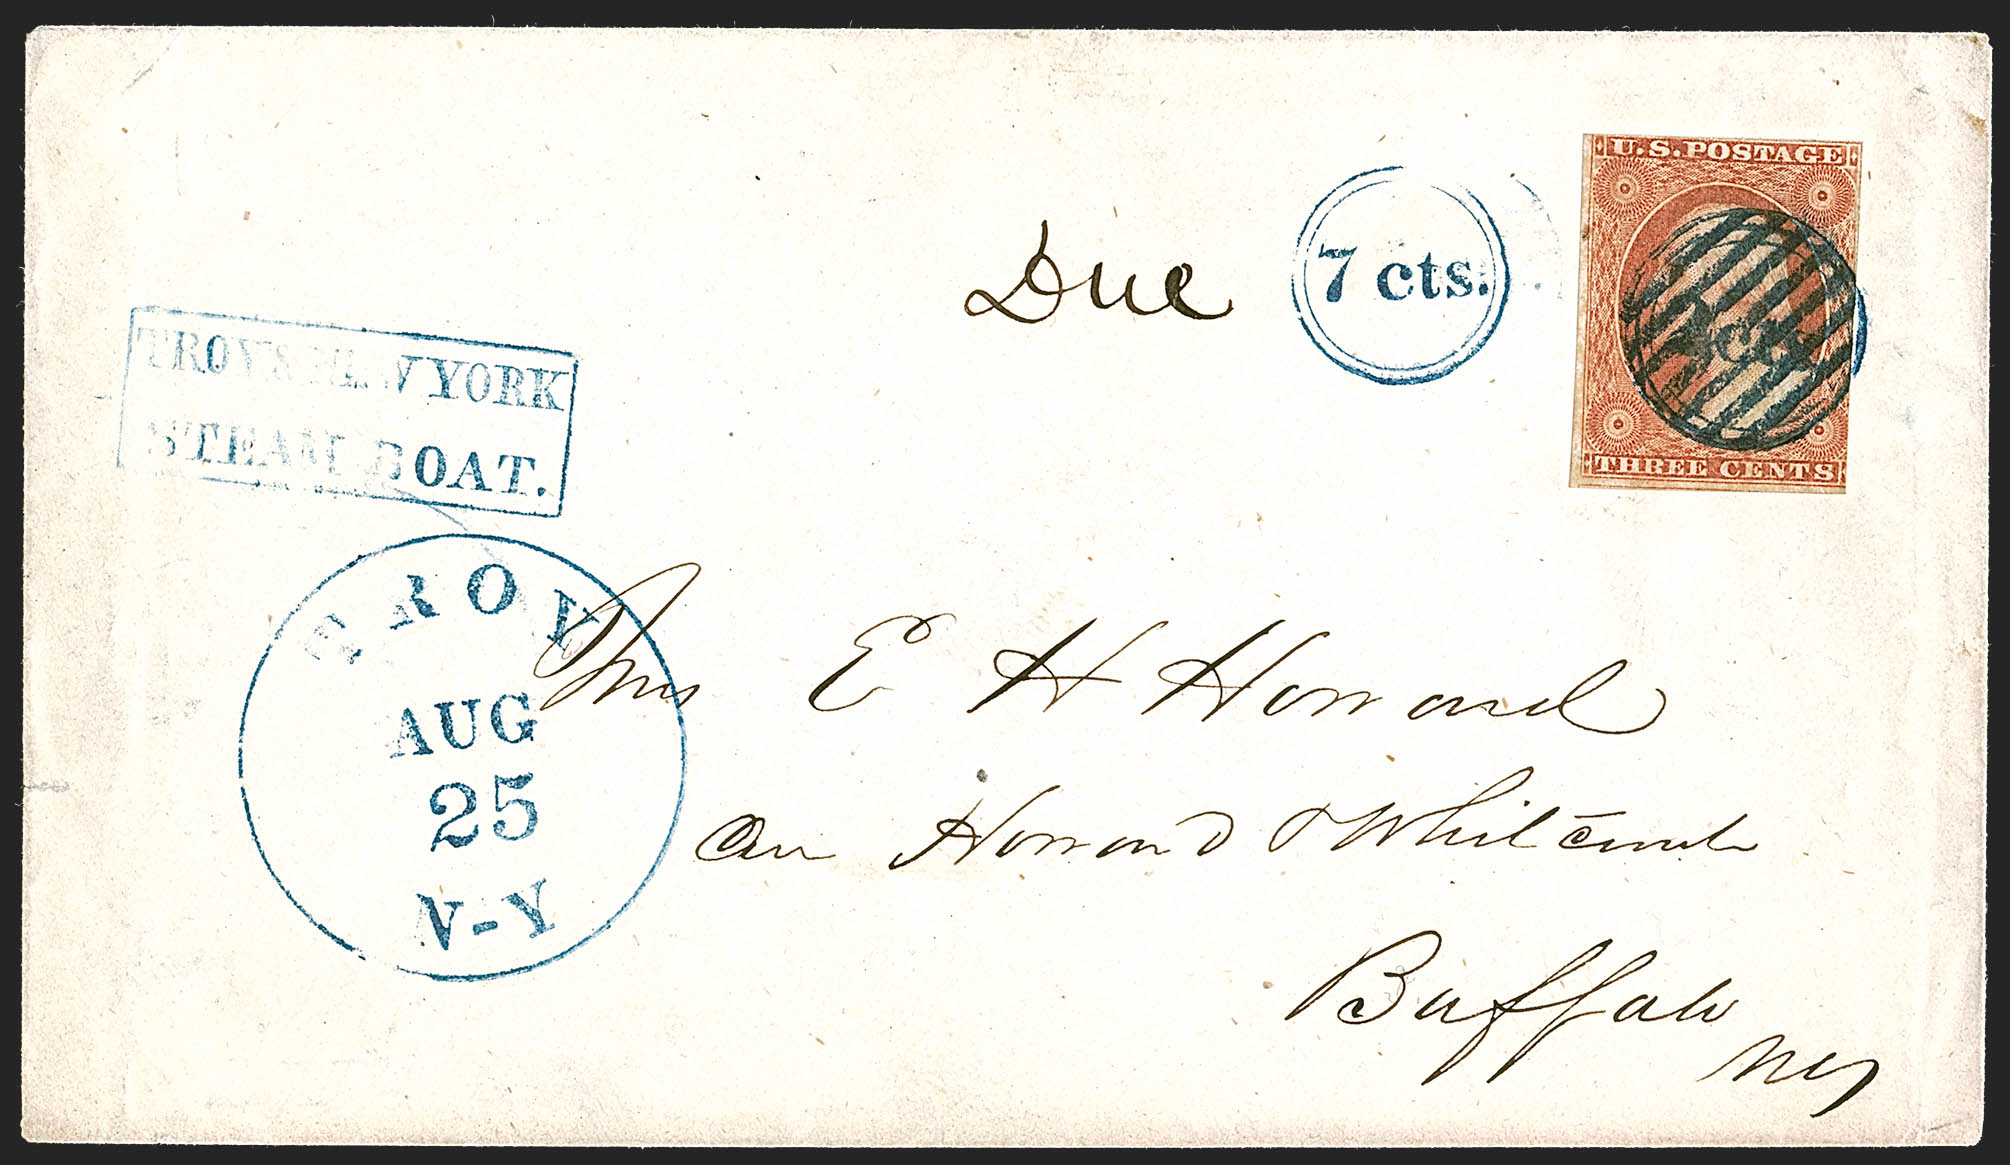 U.S. POSTAGE
Due 7 cts.
THREE CENTS
TROY & NEW YORK
STEAM BOAT.
TROY
AUG
25
N-Y
Mrs E H Howard
Care Howard & Whitcomb
Buffalo
NY